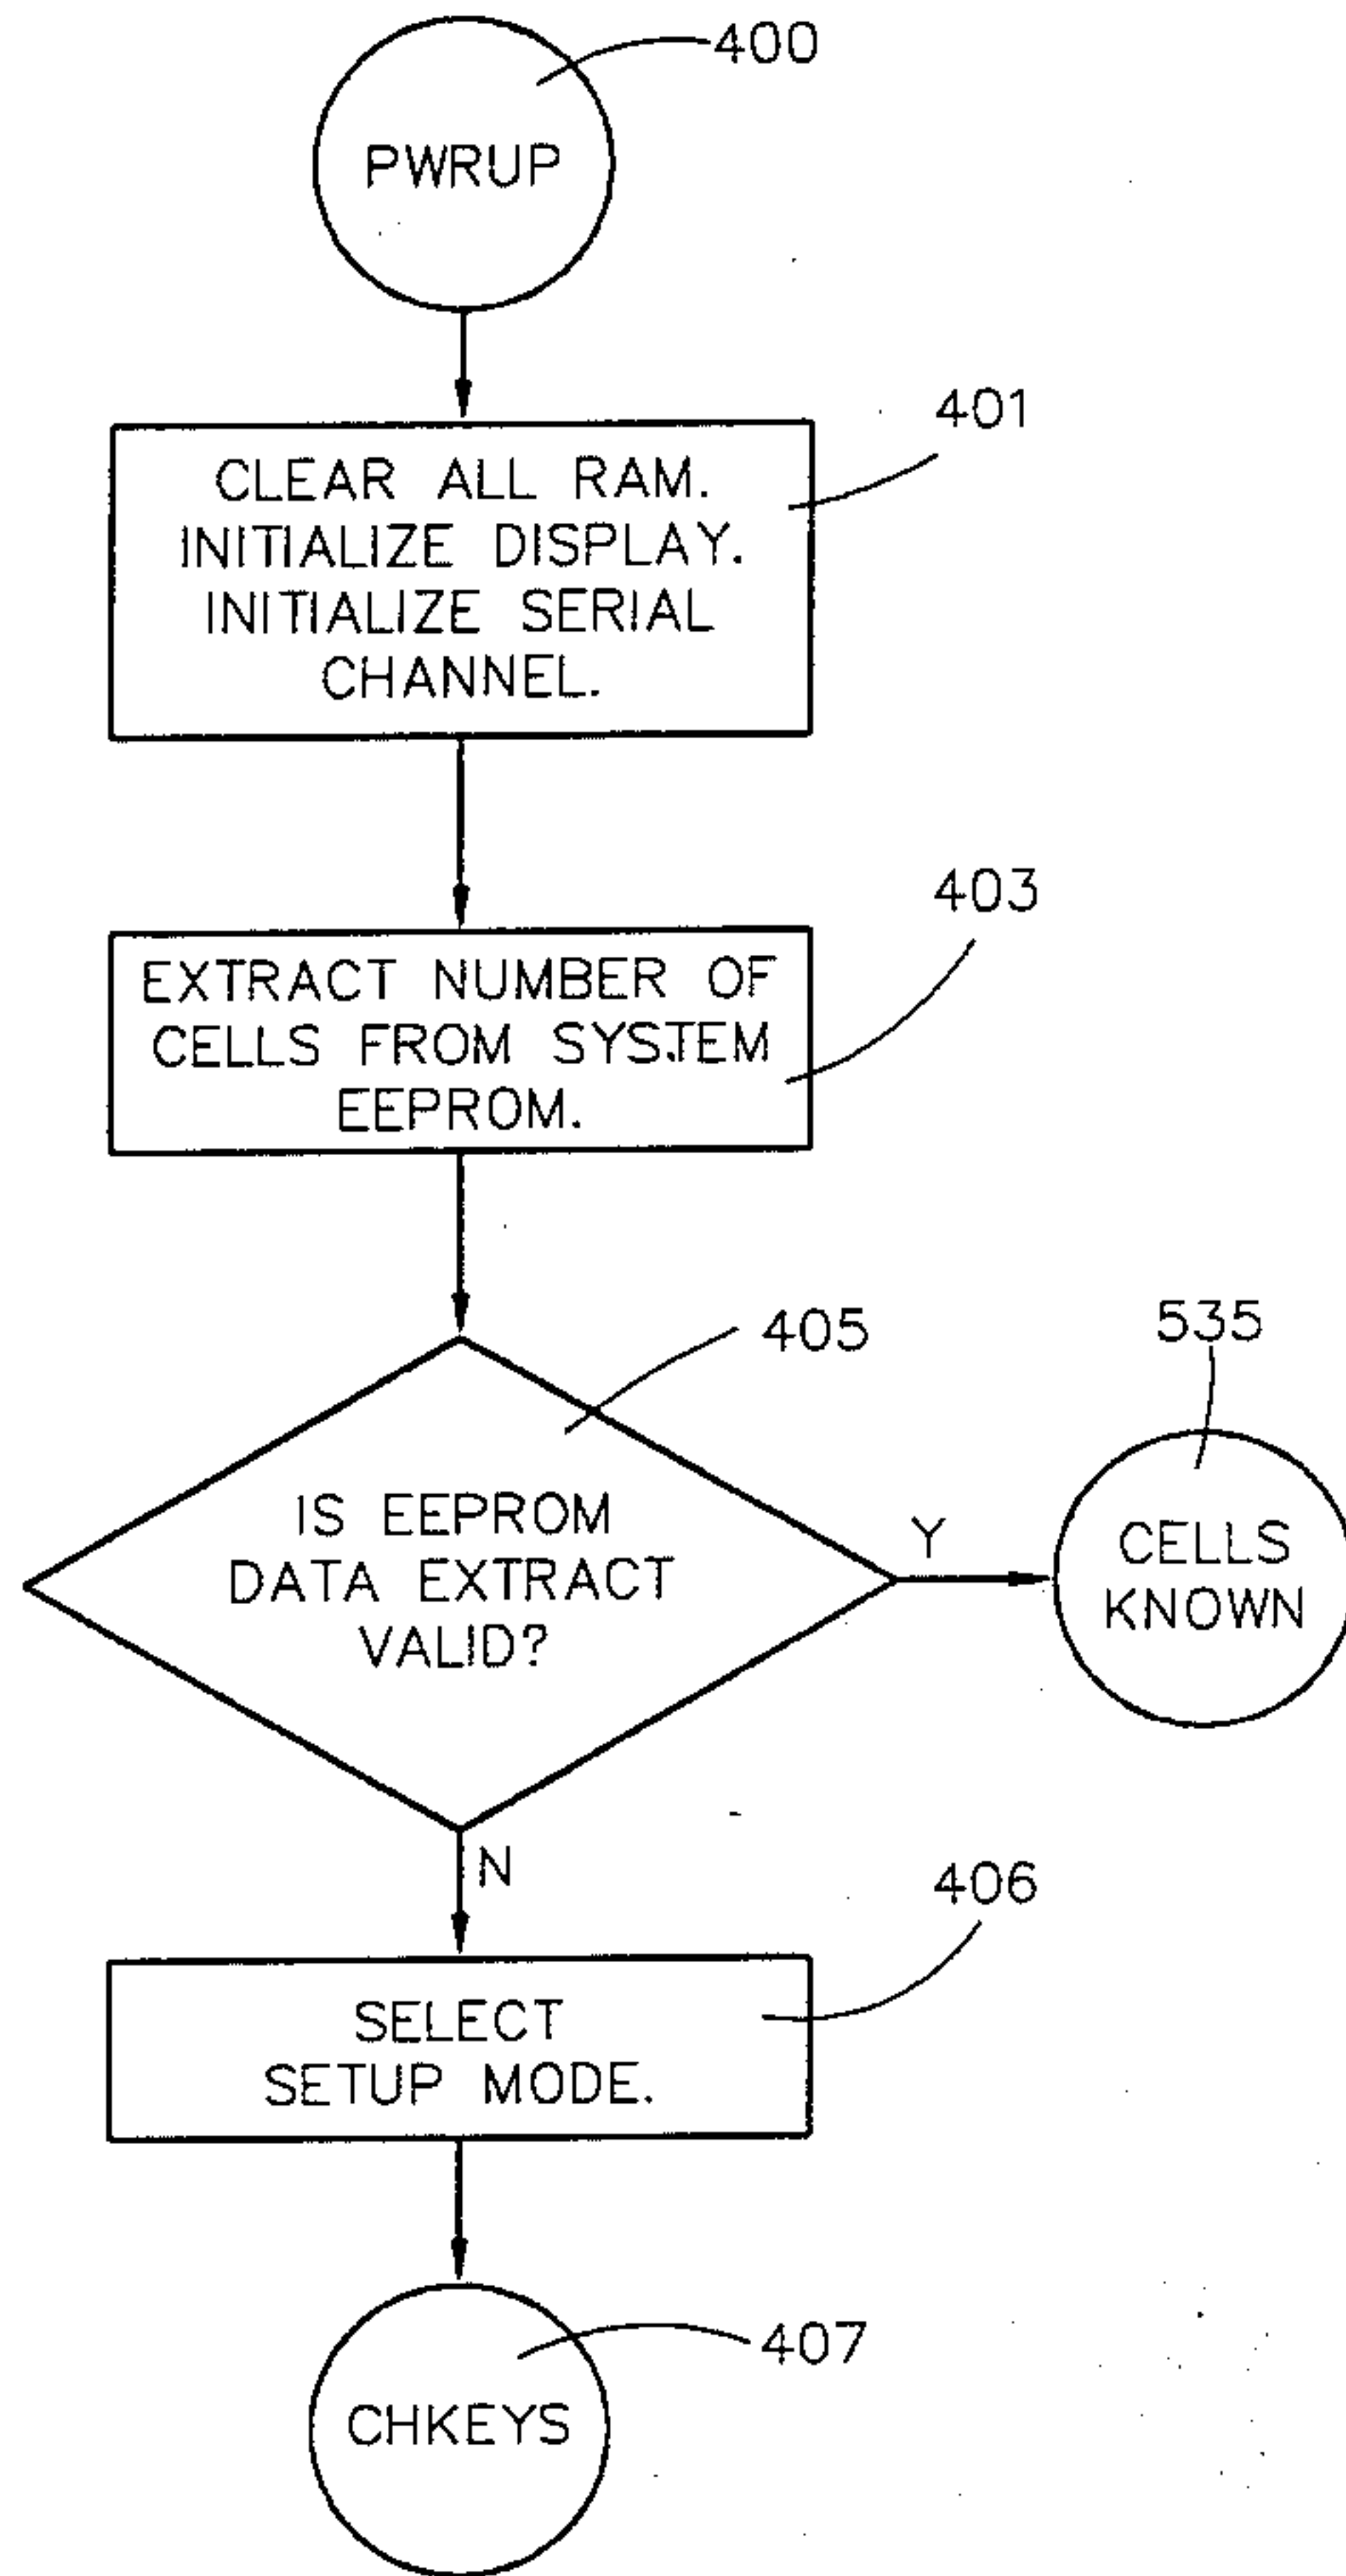 400
PWRUP
401
CLEAR ALL RAM.
INITIALIZE DISPLAY.
INITIALIZE SERIAL
CHANNEL.
403
EXTRACT NUMBER OF
CELLS FROM SYSTEM
EEPROM.
405
535
IS EEPROM
DATA EXTRACT
VALID?
Y
CELLS
KNOWN
N
406
SELECT
SETUP MODE.
407
CHKEYS